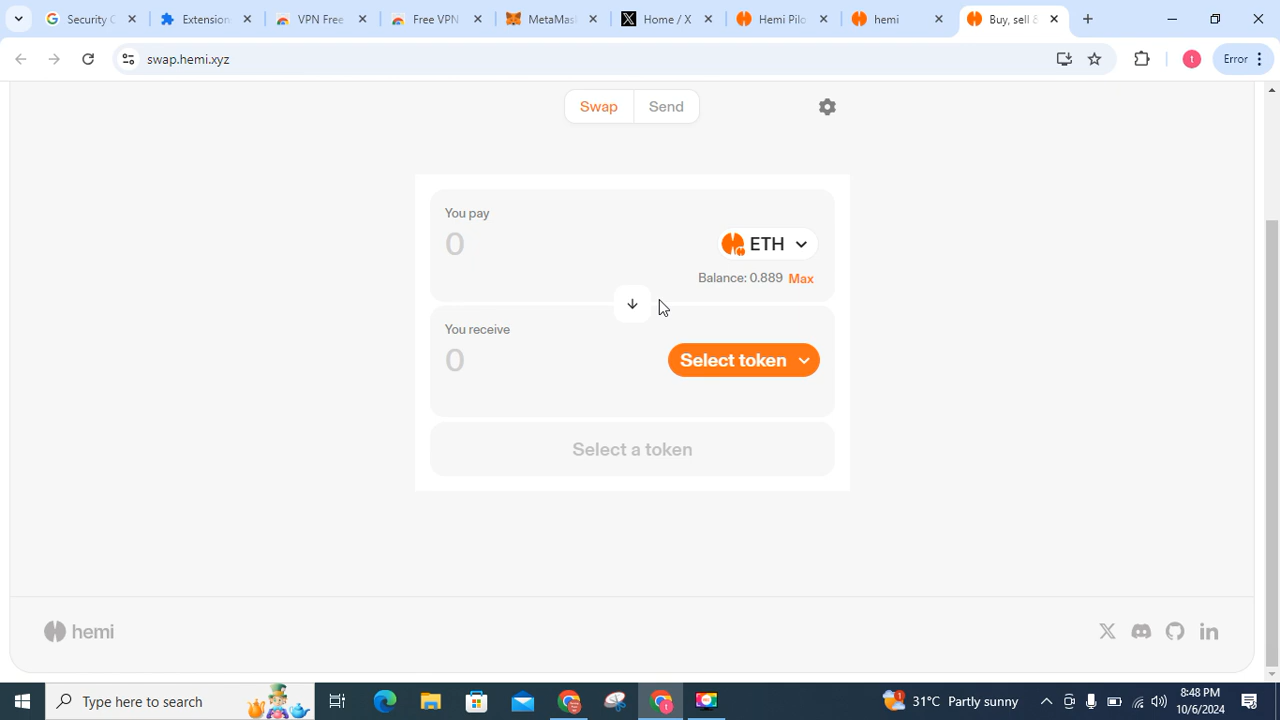 Security C
Extension
VPN Free
Free VPN
MetaMas
Home / X
Hemi Pilo
hemi
Buy, sell &
swap.hemi.xyz
t
Error
Swap
Send
You pay
0
ETH
Balance: 0.889 Max
You receive
0
Select token
Select a token
hemi
Type here to search
t
1
31°C Partly sunny
8:48 PM
10/6/2024